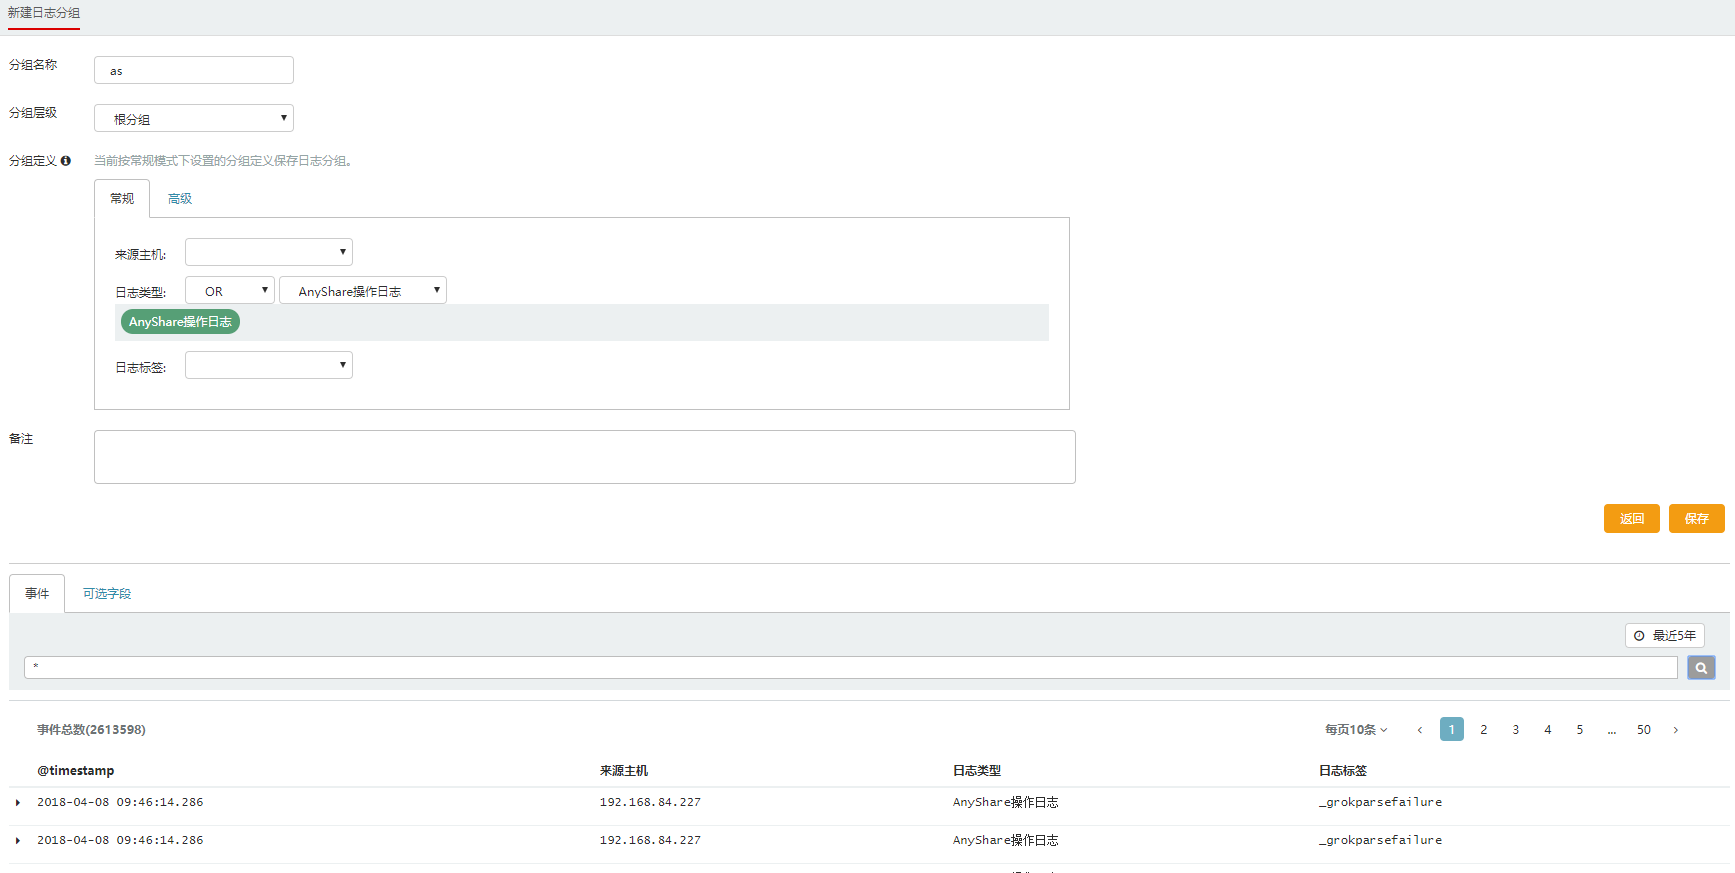 新建日志分组
分组名称 as
分组层级 根分组
分组定义 当前按常规模式下设置的分组定义保存日志分组。
常规 高级
来源主机:
日志类型: OR AnyShare操作日志
AnyShare操作日志
日志标签:
备注
返回 保存
事件 可选字段
最近5年
*
事件总数(2613598) 每页10条 ‹ 1 2 3 4 5 ... 50 ›
@timestamp 来源主机 日志类型 日志标签
2018-04-08 09:46:14.286 192.168.84.227 AnyShare操作日志 _grokparsefailure
2018-04-08 09:46:14.286 192.168.84.227 AnyShare操作日志 _grokparsefailure